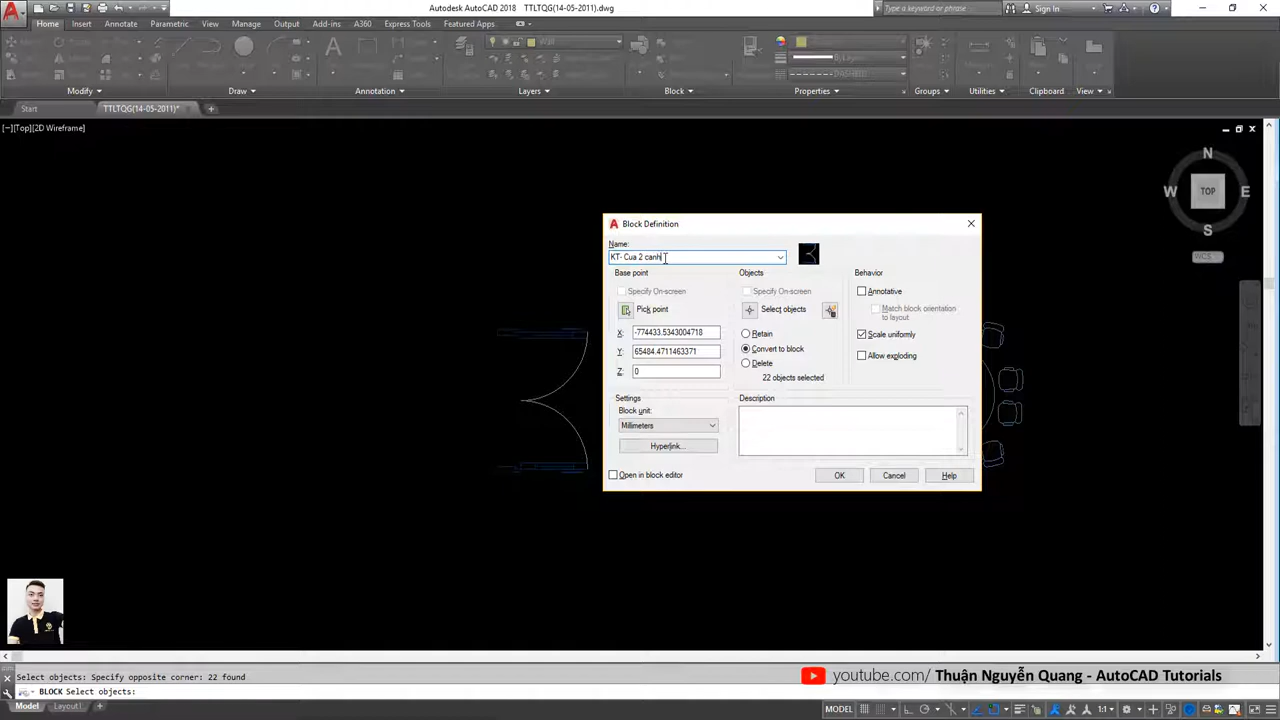 Autodesk AutoCAD 2018 TTLTQG(14-05-2011).dwg
Type a keyword or phrase
Sign In
Home Insert Annotate Parametric View Manage Output Add-ins A360 Express Tools Featured Apps
DASHED
Modify Draw Annotation Layers Block Properties Groups Utilities Clipboard View
Start TTLTQG(14-05-2011)*
[−][Top][2D Wireframe]
N
W TOP E
S
WCS
Block Definition
Name:
KT- Cua 2 canh
Base point
Specify On-screen
Pick point
X: -774433.5343004718
Y: 65484.4711463371
Z: 0
Objects
Specify On-screen
Select objects
Retain
Convert to block
Delete
22 objects selected
Behavior
Annotative
Match block orientation
to layout
Scale uniformly
Allow exploding
Settings
Block unit:
Millimeters
Hyperlink...
Description
Open in block editor
OK Cancel Help
Select objects: Specify opposite corner: 22 found
BLOCK Select objects:
youtube.com/ Thuận Nguyễn Quang - AutoCAD Tutorials
Model Layout1
MODEL 1:1